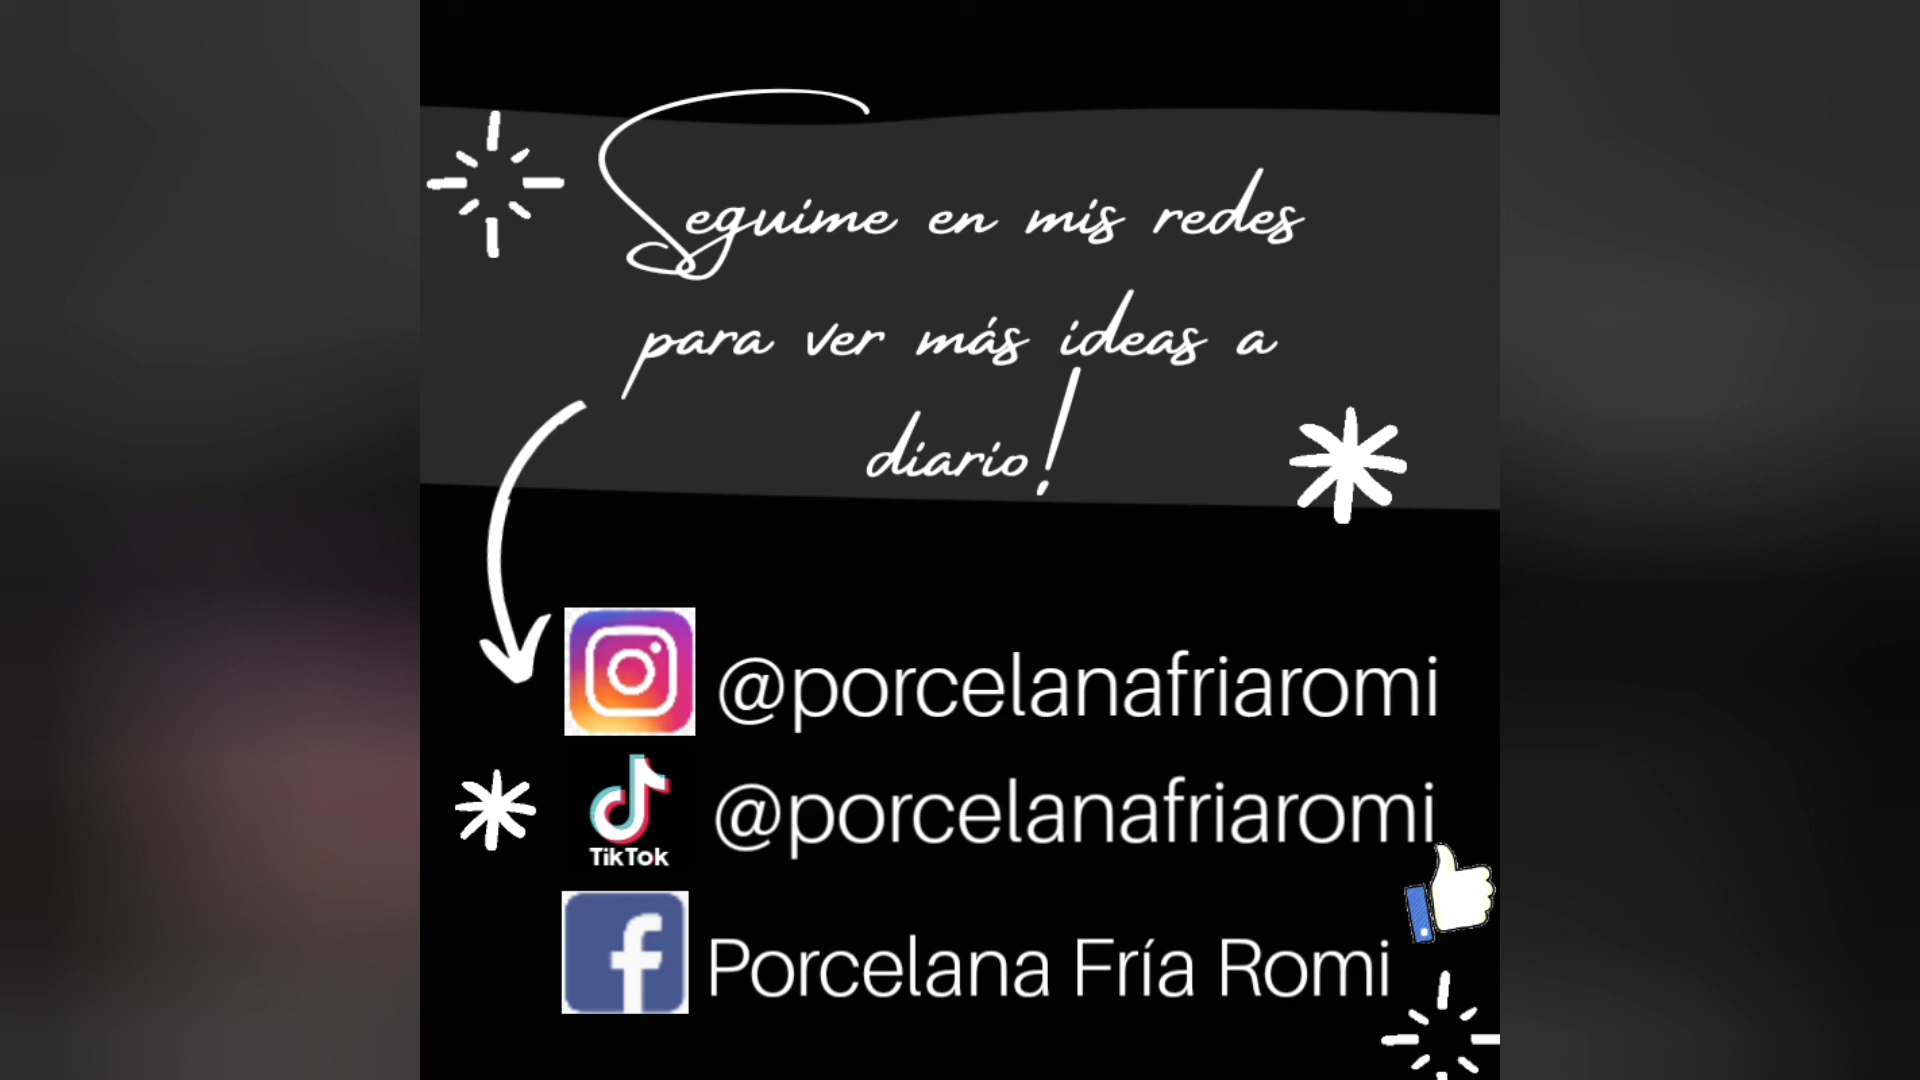 Seguime en mis redes
para ver más ideas a
diario!
@porcelanafriaromi
@porcelanafriaromi
TikTok
Porcelana Fría Romi